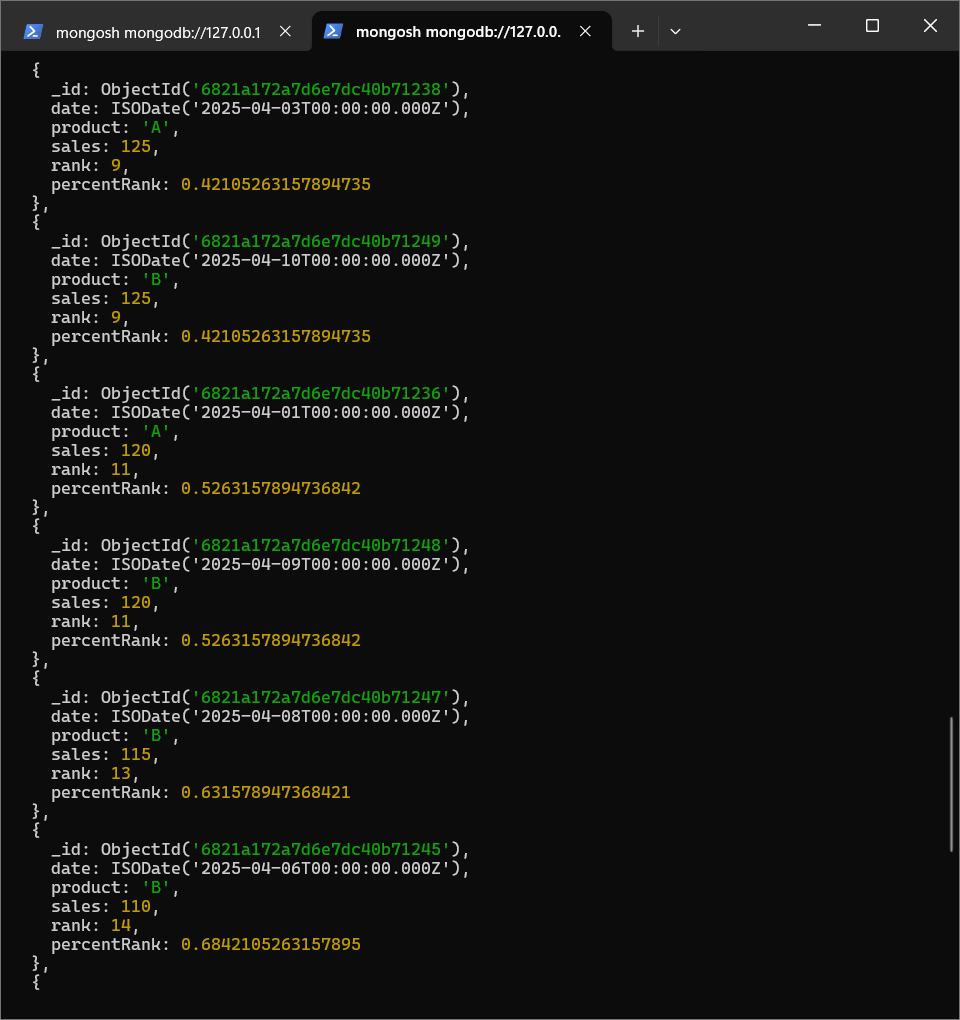 mongosh mongodb://127.0.0.1
mongosh mongodb://127.0.0.
{
_id: ObjectId('6821a172a7d6e7dc40b71238'),
date: ISODate('2025-04-03T00:00:00.000Z'),
product: 'A',
sales: 125,
rank: 9,
percentRank: 0.42105263157894735
},
{
_id: ObjectId('6821a172a7d6e7dc40b71249'),
date: ISODate('2025-04-10T00:00:00.000Z'),
product: 'B',
sales: 125,
rank: 9,
percentRank: 0.42105263157894735
},
{
_id: ObjectId('6821a172a7d6e7dc40b71236'),
date: ISODate('2025-04-01T00:00:00.000Z'),
product: 'A',
sales: 120,
rank: 11,
percentRank: 0.5263157894736842
},
{
_id: ObjectId('6821a172a7d6e7dc40b71248'),
date: ISODate('2025-04-09T00:00:00.000Z'),
product: 'B',
sales: 120,
rank: 11,
percentRank: 0.5263157894736842
},
{
_id: ObjectId('6821a172a7d6e7dc40b71247'),
date: ISODate('2025-04-08T00:00:00.000Z'),
product: 'B',
sales: 115,
rank: 13,
percentRank: 0.631578947368421
},
{
_id: ObjectId('6821a172a7d6e7dc40b71245'),
date: ISODate('2025-04-06T00:00:00.000Z'),
product: 'B',
sales: 110,
rank: 14,
percentRank: 0.6842105263157895
},
{